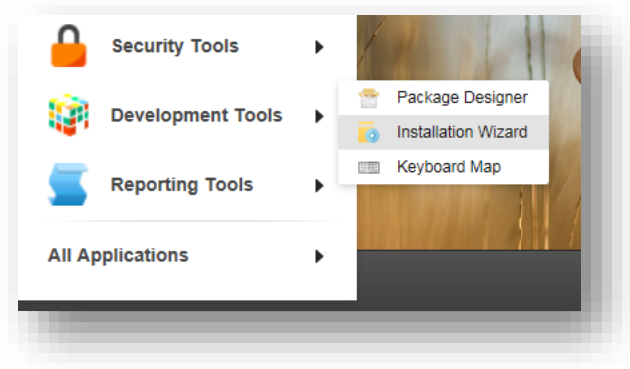 Security Tools
Development Tools
Reporting Tools
All Applications
Package Designer
Installation Wizard
Keyboard Map